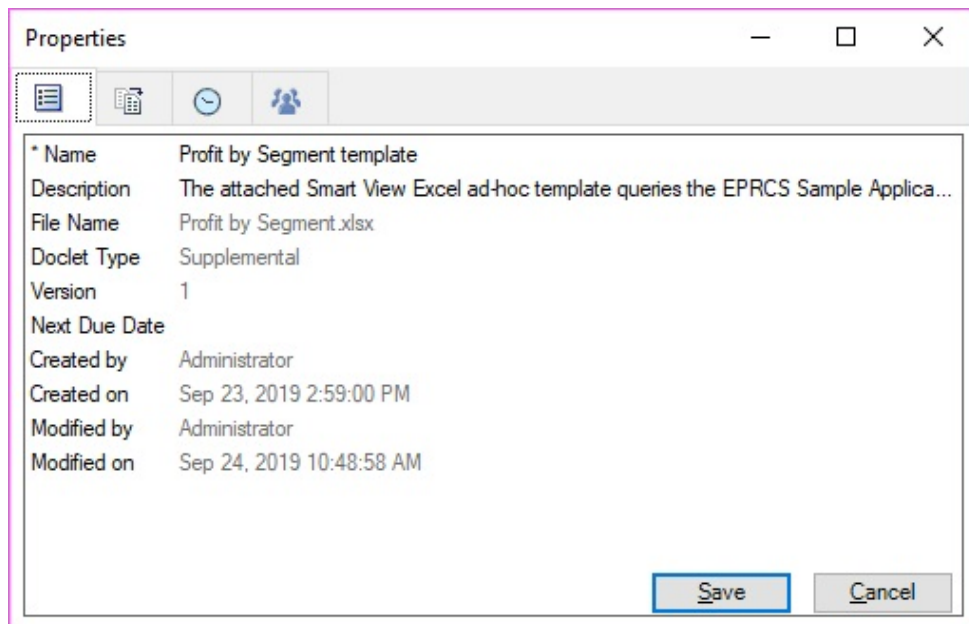 Properties
* Name Profit by Segment template
Description The attached Smart View Excel ad-hoc template queries the EPRCS Sample Applica...
File Name Profit by Segment.xlsx
Doclet Type Supplemental
Version 1
Next Due Date
Created by Administrator
Created on Sep 23, 2019 2:59:00 PM
Modified by Administrator
Modified on Sep 24, 2019 10:48:58 AM
Save Cancel